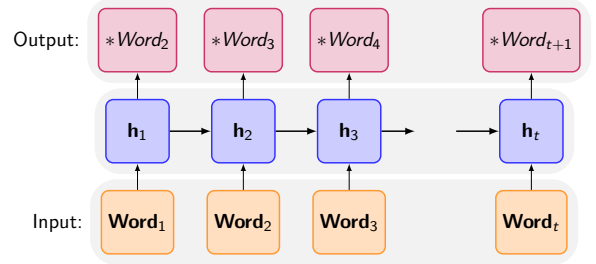 Output: *Word₂ *Word₃ *Word₄ *Wordₜ₊₁
h₁ h₂ h₃ hₜ
Input: Word₁ Word₂ Word₃ Wordₜ